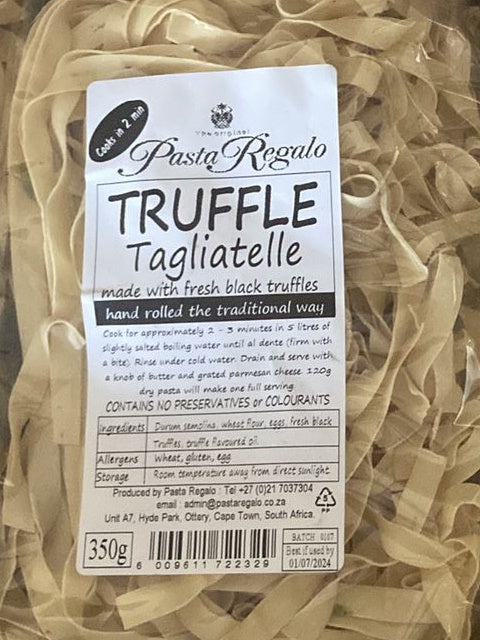 Cooks in 2 min
The original
Pasta Regalo
TRUFFLE
Tagliatelle
made with fresh black truffles
hand rolled the traditional way
Cook for approximately 2 - 3 minutes in 5 litres of
slightly salted boiling water until al dente (firm with
a bite). Rinse under cold water. Drain and serve with
a knob of butter and grated parmesan cheese. 120g
dry pasta will make one full serving
CONTAINS NO PRESERVATIVES or COLOURANTS
Ingredients Durum semolina, wheat flour, eggs, fresh black
Truffles, truffle flavoured oil.
Allergens Wheat, gluten, egg
Storage Room temperature away from direct sunlight
Produced by Pasta Regalo : Tel +27 (0)21 7037304
email : admin@pastaregalo.co.za
Unit A7, Hyde Park, Ottery, Cape Town, South Africa.
5
PP
350g
6 009611 722329
BATCH 0107
Best if used by
01/07/2024